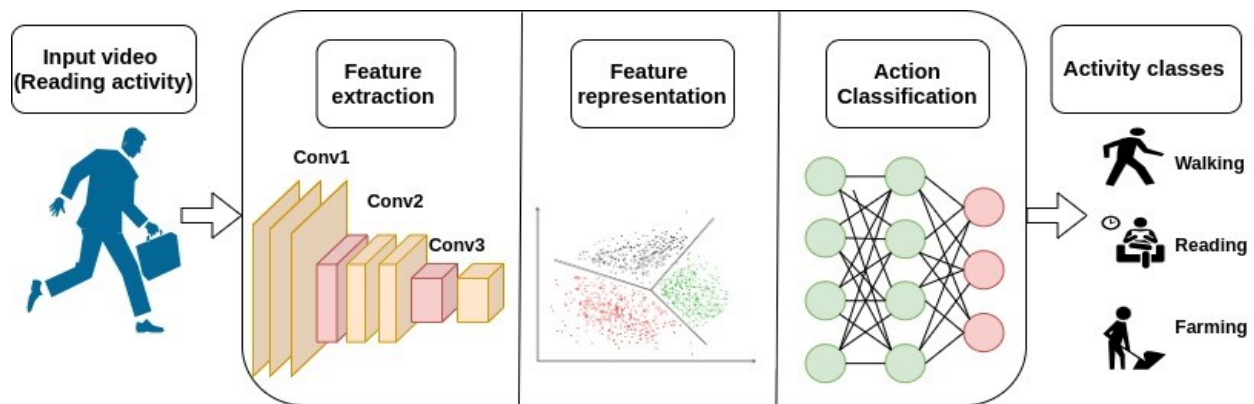 Input video
(Reading activity)
Feature
extraction
Feature
representation
Action
Classification
Activity classes
Conv1
Conv2
Conv3
Walking
Reading
Farming